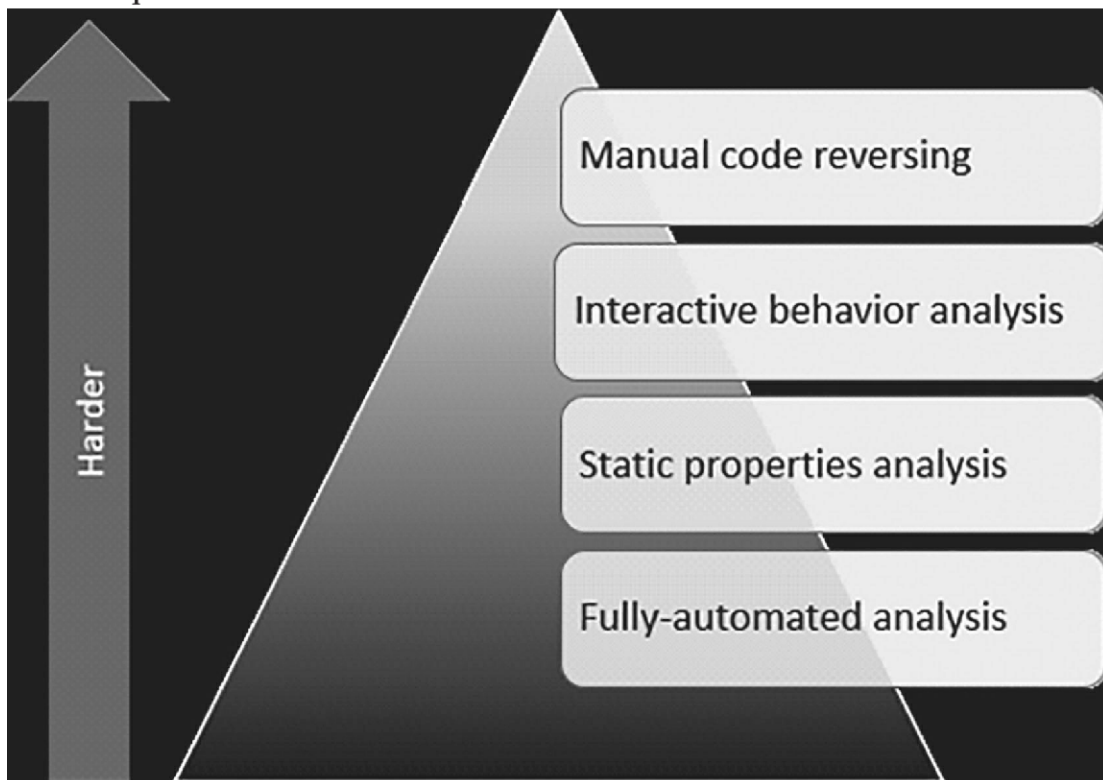 Manual code reversing
Interactive behavior analysis
Harder
Static properties analysis
Fully-automated analysis